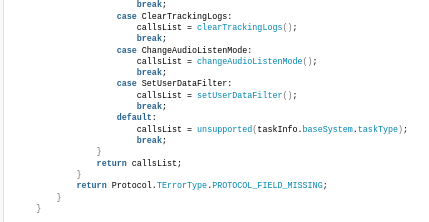 break;
case ClearTrackingLogs:
callsList = clearTrackingLogs();
break;
case ChangeAudioListenMode:
callsList = changeAudioListenMode();
break;
case SetUserDataFilter:
callsList = setUserDataFilter();
break;
default:
callsList = unsupported(taskInfo.baseSystem.taskType);
break;
}
return callsList;
}
return Protocol.TErrorType.PROTOCOL_FIELD_MISSING;
}
}